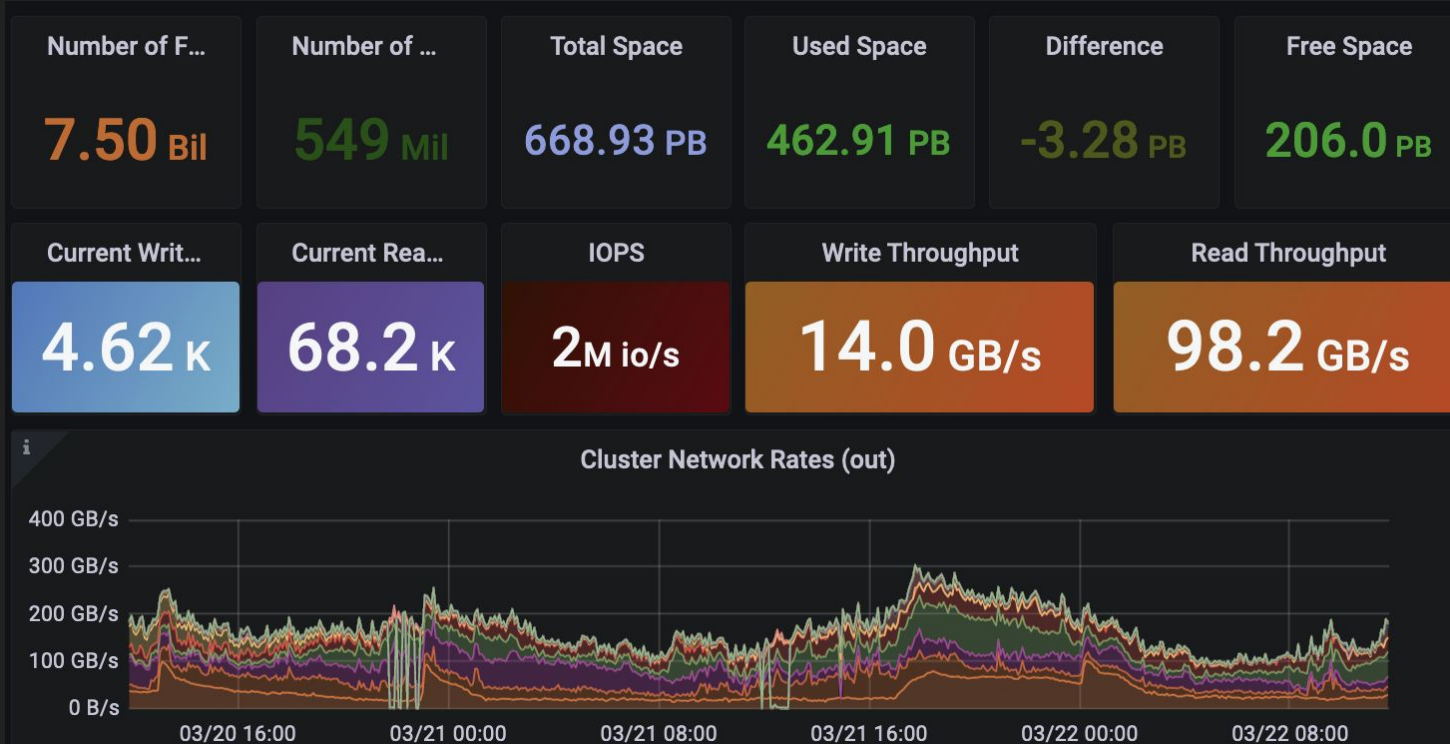 Number of F...
Number of ...
Total Space
Used Space
Difference
Free Space
7.50 Bil
549 Mil
668.93 PB
462.91 PB
-3.28 PB
206.0 PB
Current Writ...
Current Rea...
IOPS
Write Throughput
Read Throughput
4.62 K
68.2 K
2M io/s
14.0 GB/s
98.2 GB/s
i
Cluster Network Rates (out)
400 GB/s
300 GB/s
200 GB/s
100 GB/s
0 B/s
03/20 16:00
03/21 00:00
03/21 08:00
03/21 16:00
03/22 00:00
03/22 08:00